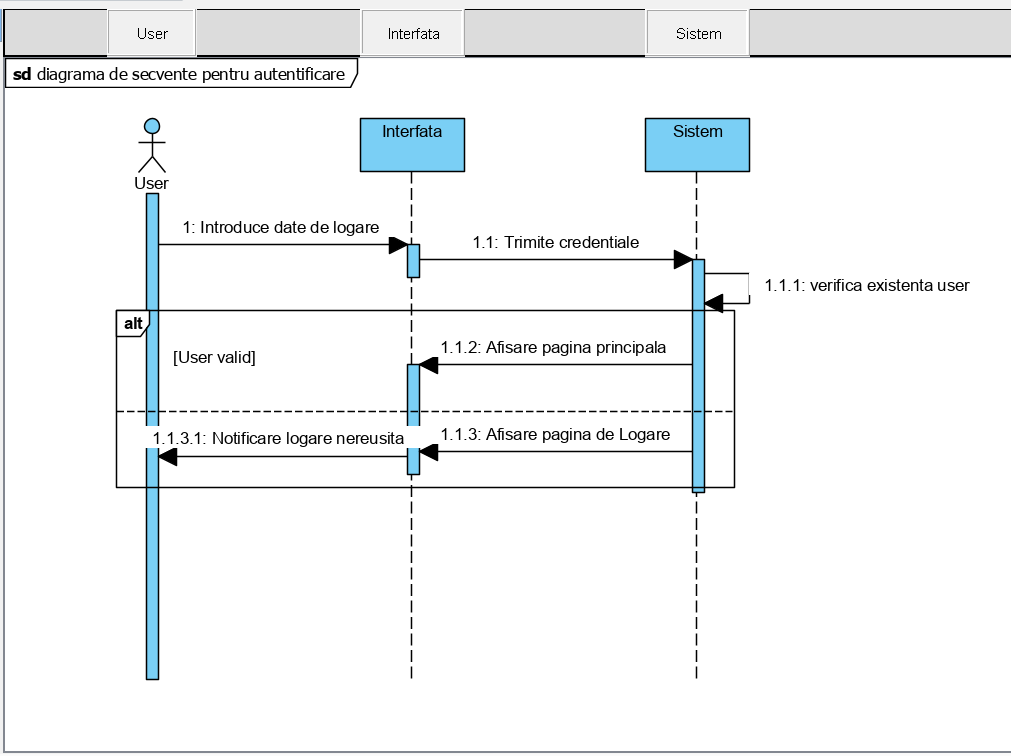 User
Interfata
Sistem
sd diagrama de secvente pentru autentificare
Interfata
Sistem
User
1: Introduce date de logare
1.1: Trimite credentiale
1.1.1: verifica existenta user
alt
[User valid]
1.1.2: Afisare pagina principala
1.1.3: Afisare pagina de Logare
1.1.3.1: Notificare logare nereusita